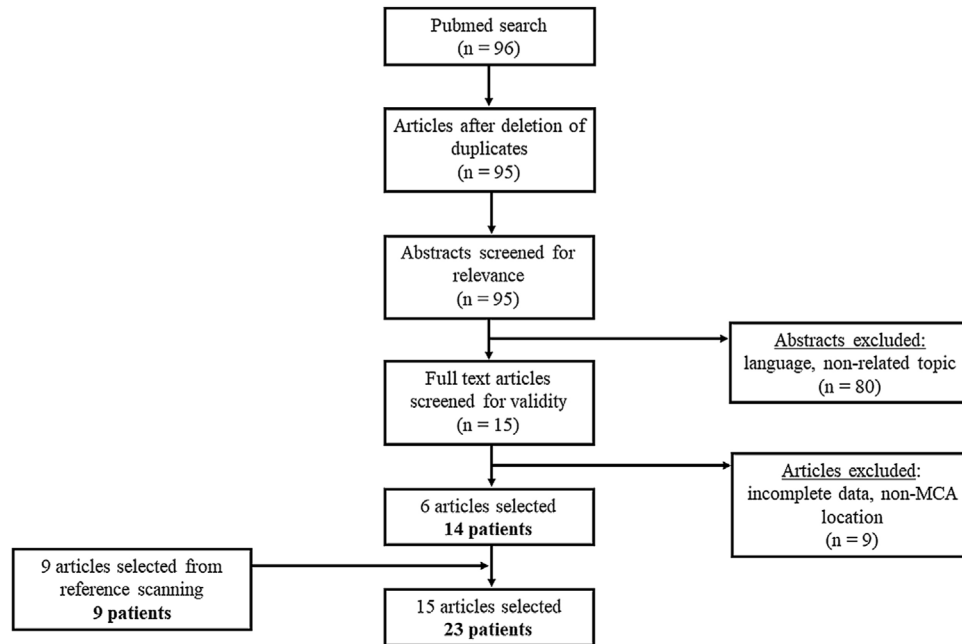 Pubmed search
(n = 96)
Articles after deletion of
duplicates
(n = 95)
Abstracts screened for
relevance
(n = 95)
Abstracts excluded:
language, non-related topic
(n = 80)
Full text articles
screened for validity
(n = 15)
Articles excluded:
incomplete data, non-MCA
location
(n = 9)
6 articles selected
14 patients
9 articles selected from
reference scanning
9 patients
15 articles selected
23 patients